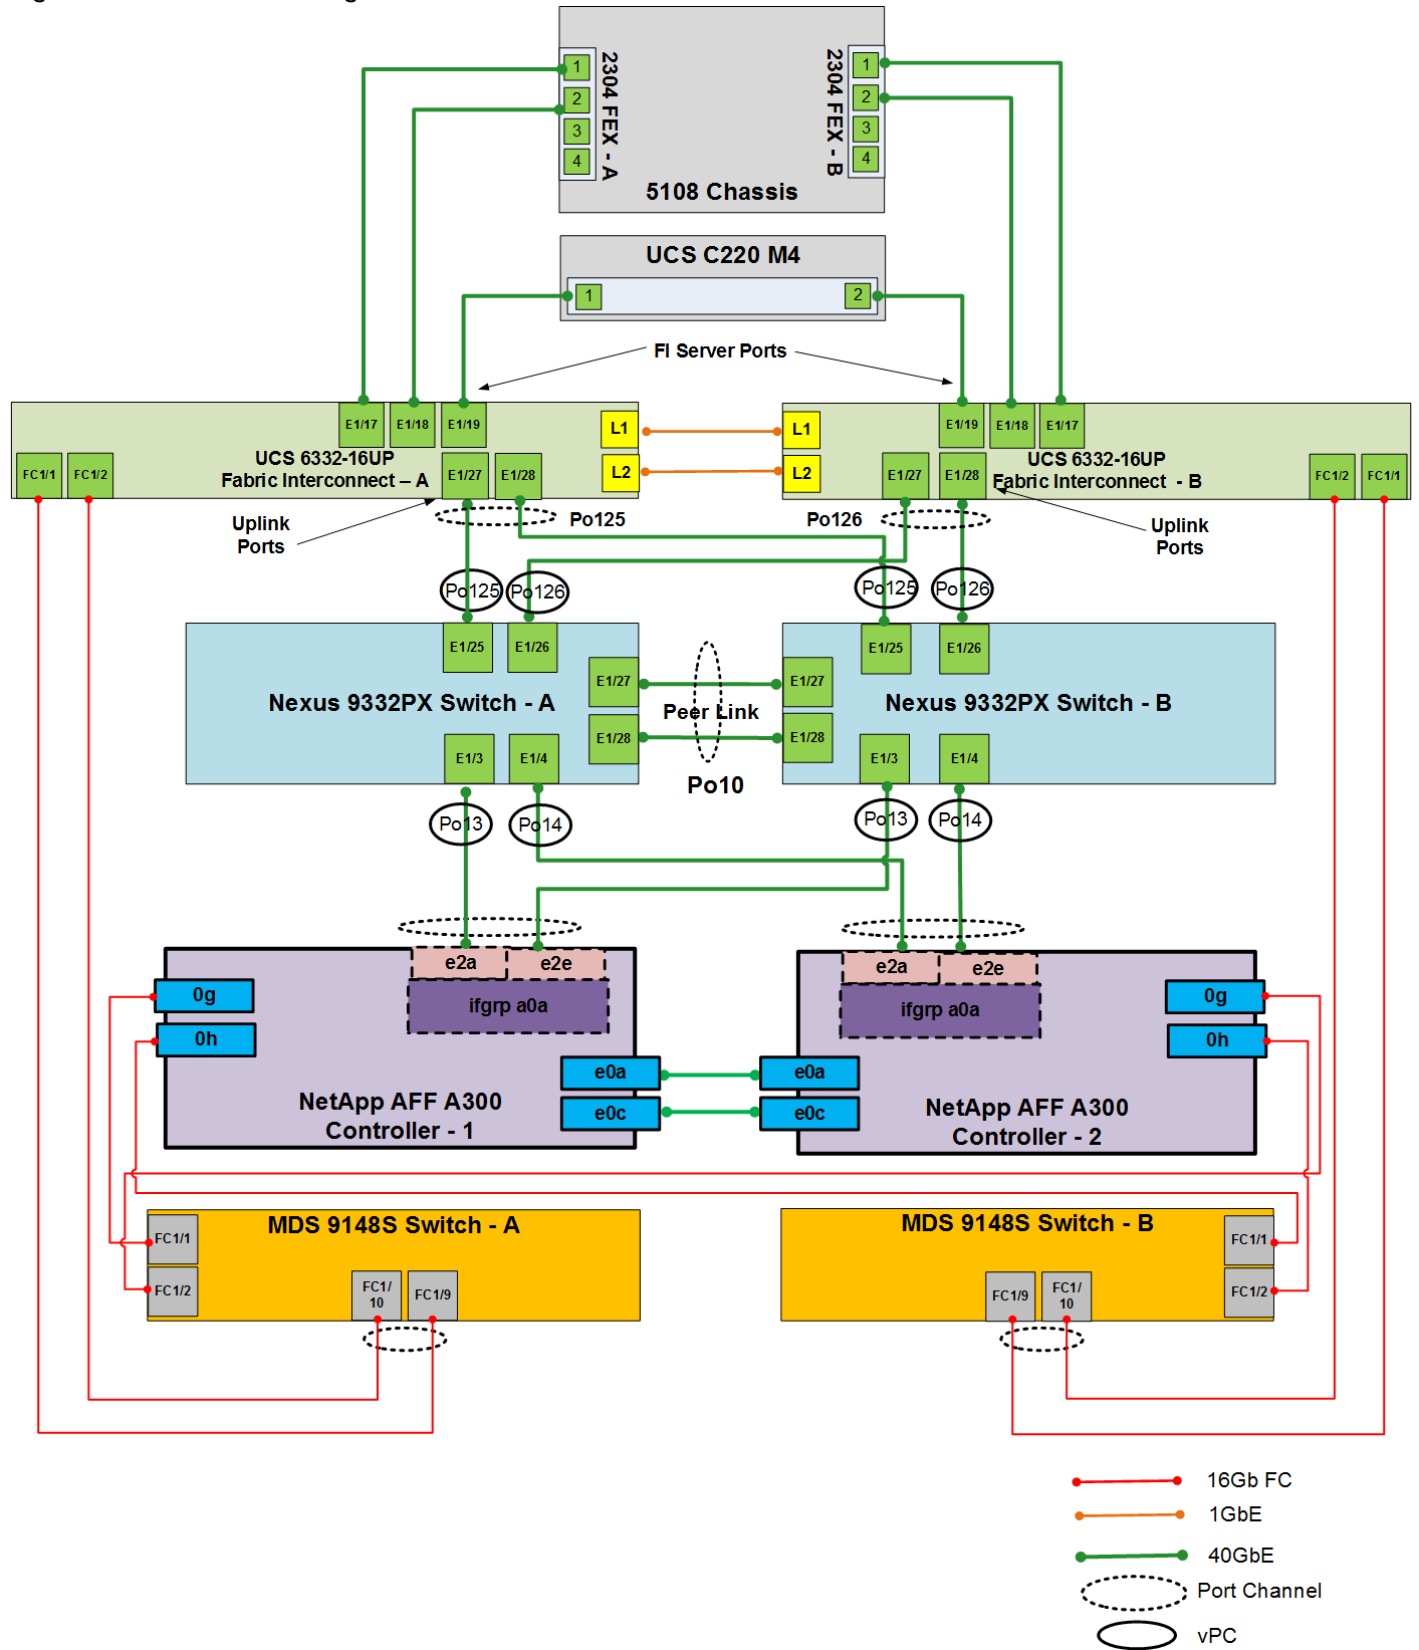 1
2
3
4
2304 FEX - A
2304 FEX - B
1
2
3
4
5108 Chassis
UCS C220 M4
1
2
FI Server Ports
E1/17
E1/18
E1/19
L1
L1
E1/19
E1/18
E1/17
FC1/1
FC1/2
UCS 6332-16UP
Fabric Interconnect – A
E1/27
E1/28
L2
L2
E1/27
E1/28
UCS 6332-16UP
Fabric Interconnect - B
FC1/2
FC1/1
Uplink
Ports
Po125
Po126
Uplink
Ports
Po125
Po126
Po125
Po126
E1/25
E1/26
E1/25
E1/26
Nexus 9332PX Switch - A
E1/27
E1/28
Peer Link
Po10
E1/27
E1/28
Nexus 9332PX Switch - B
E1/3
E1/4
E1/3
E1/4
Po13
Po14
Po13
Po14
e2a
e2e
ifgrp a0a
e2a
e2e
ifgrp a0a
0g
0h
0g
0h
e0a
e0c
e0a
e0c
NetApp AFF A300
Controller - 1
NetApp AFF A300
Controller - 2
MDS 9148S Switch - A
FC1/1
FC1/2
FC1/
10
FC1/9
MDS 9148S Switch - B
FC1/1
FC1/2
FC1/9
FC1/
10
16Gb FC
1GbE
40GbE
Port Channel
vPC